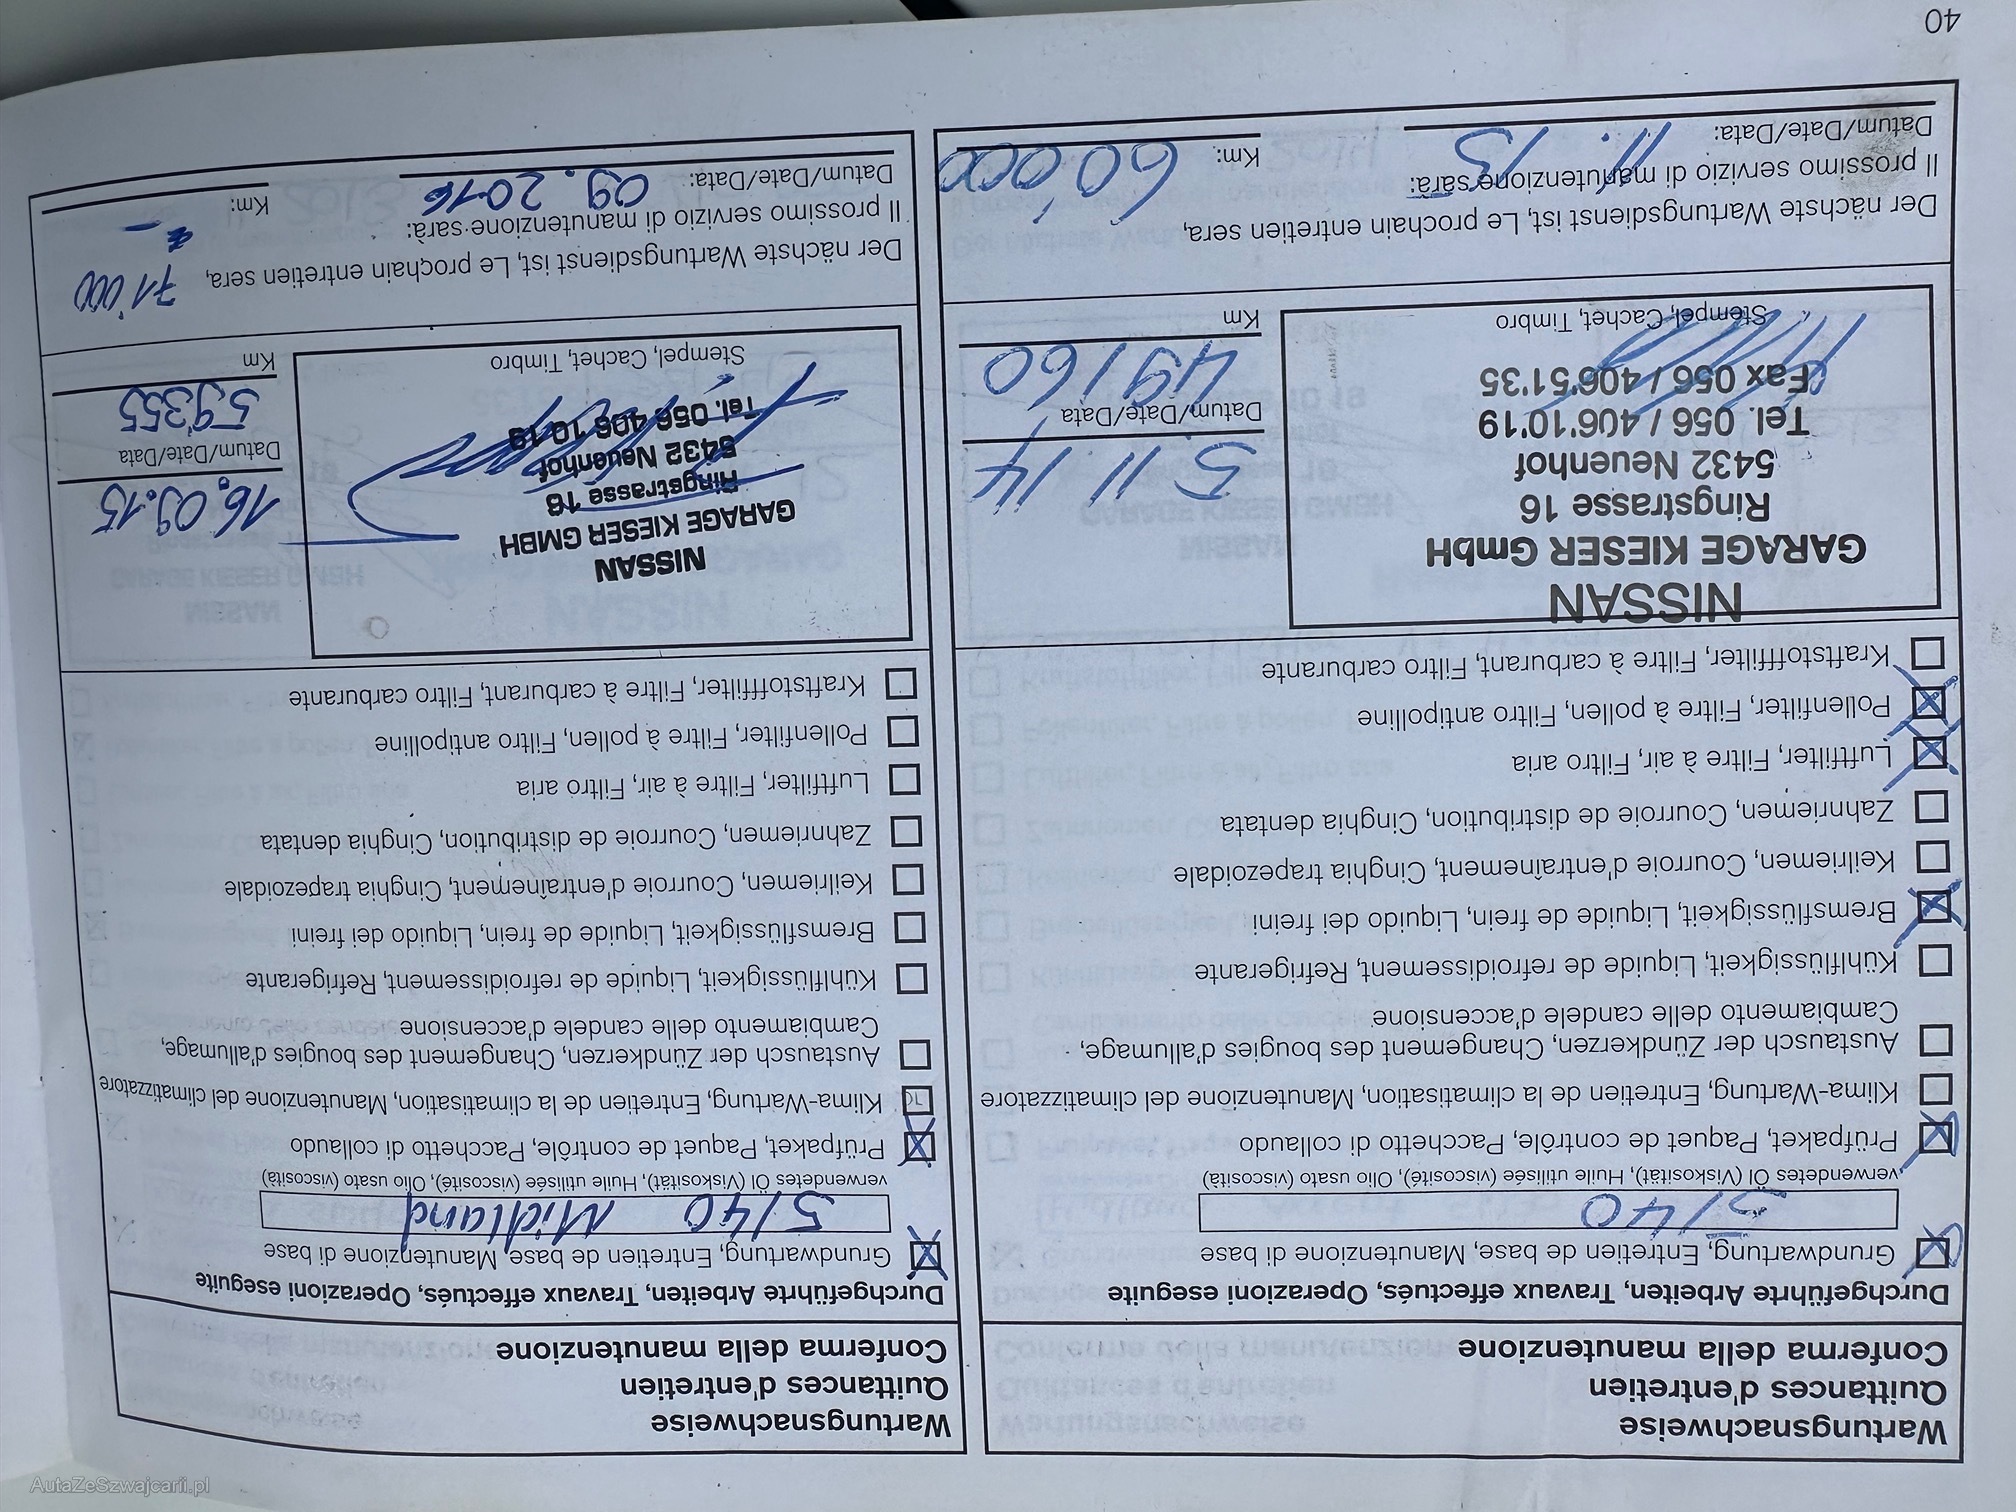 Wartungsnachweise
Quittances d'entretien
Conferma della manutenzione
Durchgeführte Arbeiten, Travaux effectués, Operazioni eseguite
Grundwartung, Entretien de base, Manutenzione di base
5/40
verwendetes Öl (Viskosität), Huile utilisée (viscosité), Olio usato (viscosità)
Prüfpaket, Paquet de contrôle, Pacchetto di collaudo
Klima-Wartung, Entretien de la climatisation, Manutenzione del climatizzatore
Austausch der Zündkerzen, Changement des bougies d'allumage,
Cambiamento delle candele d'accensione
Kühlflüssigkeit, Liquide de refroidissement, Refrigerante
Bremsflüssigkeit, Liquide de frein, Liquido dei freini
Keilriemen, Courroie d'entraînement, Cinghia trapezoidale
Zahnriemen, Courroie de distribution, Cinghia dentata
Luftfilter, Filtre à air, Filtro aria
Pollenfilter, Filtre à pollen, Filtro antipolline
Kraftstofffilter, Filtre à carburant, Filtro carburante
NISSAN
GARAGE KIESER GmbH
Ringstrasse 16
5432 Neuenhof
Tel. 056 / 406'10'19
Fax 056 / 406'51'35
Stempel, Cachet, Timbro
5 11 14
Datum/Date/Data
49160
Km
Der nächste Wartungsdienst ist, Le prochain entretien sera,
Il prossimo servizio di manutenzione sarà:
Datum/Date/Data: 11.15 Km: 60'000
40
Wartungsnachweise
Quittances d'entretien
Conferma della manutenzione
Durchgeführte Arbeiten, Travaux effectués, Operazioni eseguite
Grundwartung, Entretien de base, Manutenzione di base
5/40 Midland
verwendetes Öl (Viskosität), Huile utilisée (viscosité), Olio usato (viscosità)
Prüfpaket, Paquet de contrôle, Pacchetto di collaudo
Klima-Wartung, Entretien de la climatisation, Manutenzione del climatizzatore
Austausch der Zündkerzen, Changement des bougies d'allumage,
Cambiamento delle candele d'accensione
Kühlflüssigkeit, Liquide de refroidissement, Refrigerante
Bremsflüssigkeit, Liquide de frein, Liquido dei freini
Keilriemen, Courroie d'entraînement, Cinghia trapezoidale
Zahnriemen, Courroie de distribution, Cinghia dentata
Luftfilter, Filtre à air, Filtro aria
Pollenfilter, Filtre à pollen, Filtro antipolline
Kraftstofffilter, Filtre à carburant, Filtro carburante
NISSAN
GARAGE KIESER GMBH
Ringstrasse 16
5432 Neuenhof
Tel. 056 406 10 19
Stempel, Cachet, Timbro
16.09.15
Datum/Date/Data
59'355
Km
Der nächste Wartungsdienst ist, Le prochain entretien sera,
Il prossimo servizio di manutenzione sarà:
71'000
Datum/Date/Data: 09.2016 Km: -
AutaZeSzwajcarii.pl